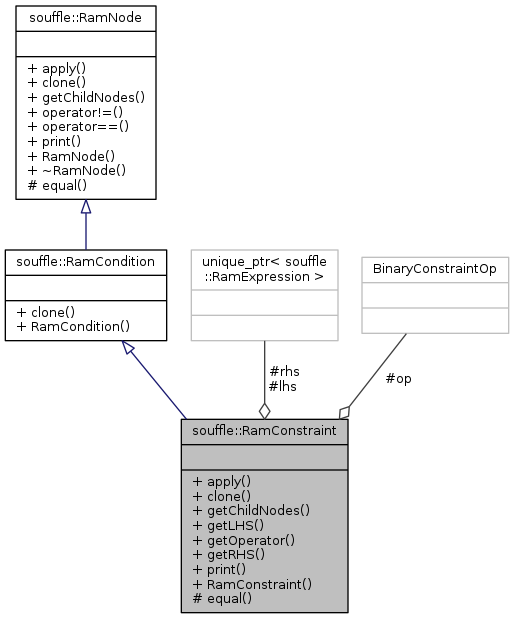 souffle::RamNode
+ apply()
+ clone()
+ getChildNodes()
+ operator!=()
+ operator==()
+ print()
+ RamNode()
+ ~RamNode()
# equal()
souffle::RamCondition
+ clone()
+ RamCondition()
unique_ptr< souffle
::RamExpression >
BinaryConstraintOp
#rhs
#lhs
#op
souffle::RamConstraint
+ apply()
+ clone()
+ getChildNodes()
+ getLHS()
+ getOperator()
+ getRHS()
+ print()
+ RamConstraint()
# equal()